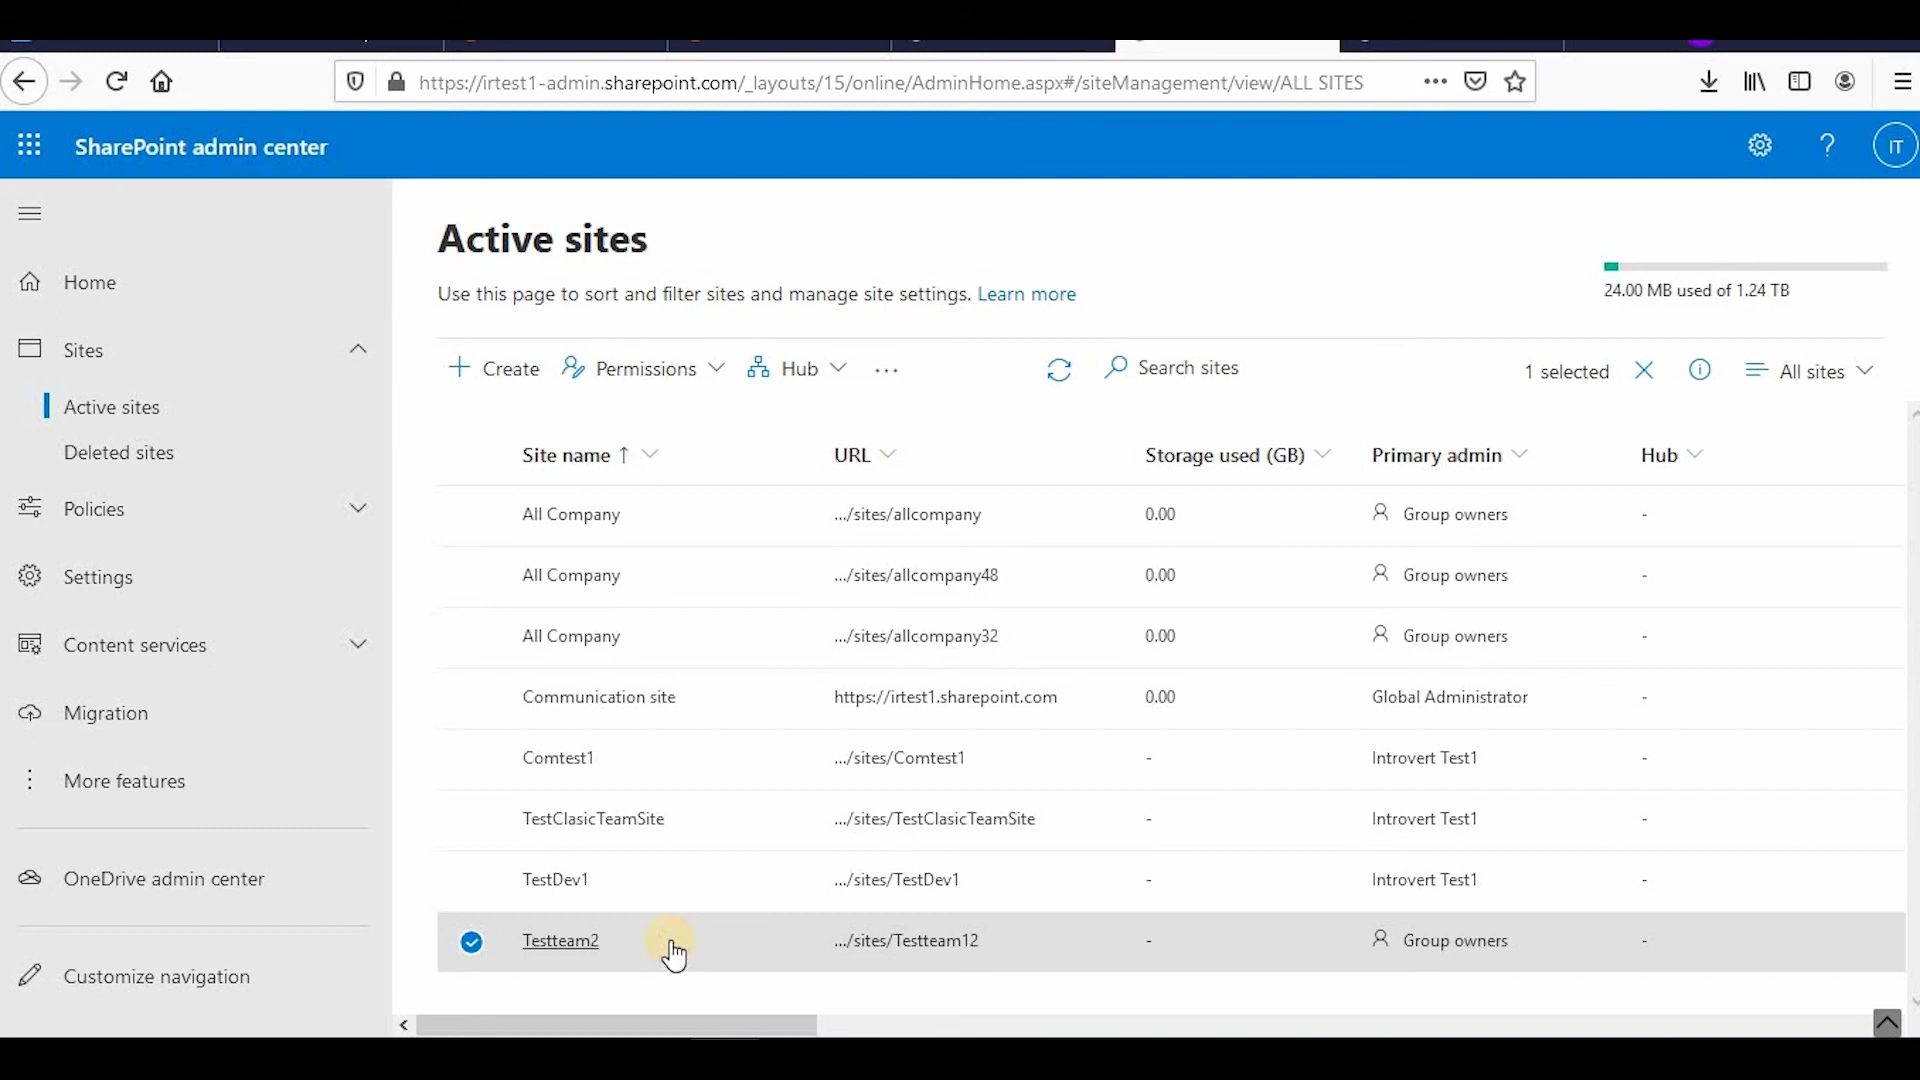 https://irtest1-admin.sharepoint.com/_layouts/15/online/AdminHome.aspx#/siteManagement/view/ALL SITES
SharePoint admin center
IT
Home
Sites
Active sites
Deleted sites
Policies
Settings
Content services
Migration
More features
OneDrive admin center
Customize navigation
Active sites
Use this page to sort and filter sites and manage site settings. Learn more
24.00 MB used of 1.24 TB
Create Permissions Hub Search sites 1 selected All sites
Site name URL Storage used (GB) Primary admin Hub
All Company .../sites/allcompany 0.00 Group owners -
All Company .../sites/allcompany48 0.00 Group owners -
All Company .../sites/allcompany32 0.00 Group owners -
Communication site https://irtest1.sharepoint.com 0.00 Global Administrator -
Comtest1 .../sites/Comtest1 - Introvert Test1 -
TestClasicTeamSite .../sites/TestClasicTeamSite - Introvert Test1 -
TestDev1 .../sites/TestDev1 - Introvert Test1 -
Testteam2 .../sites/Testteam12 - Group owners -